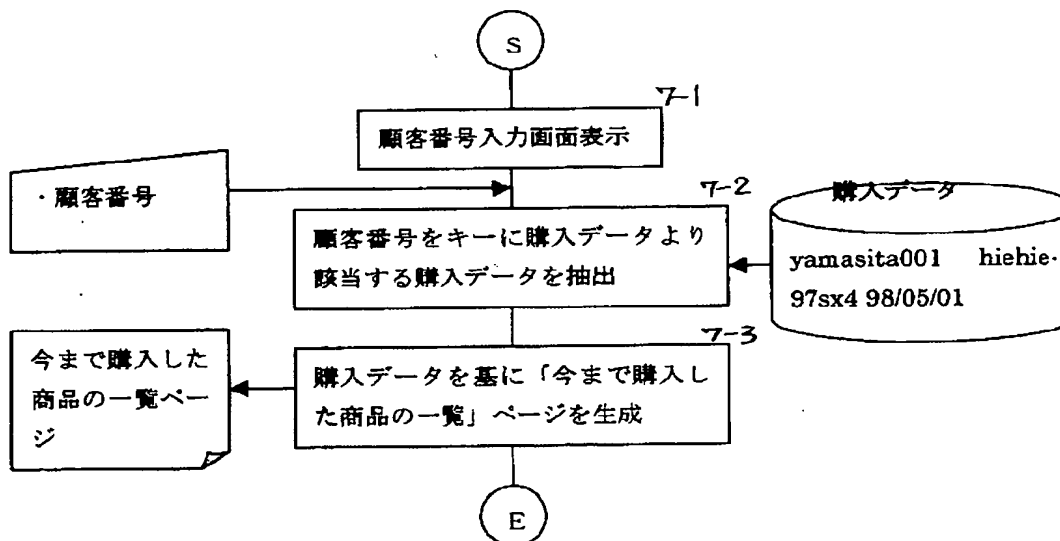 S
7-1
顧客番号入力画面表示
・顧客番号
7-2
顧客番号をキーに購入データより
該当する購入データを抽出
購入データ
yamasita001 hiehie-
97sx4 98/05/01
7-3
購入データを基に「今まで購入し
た商品の一覧」ページを生成
今まで購入した
商品の一覧ペー
ジ
E